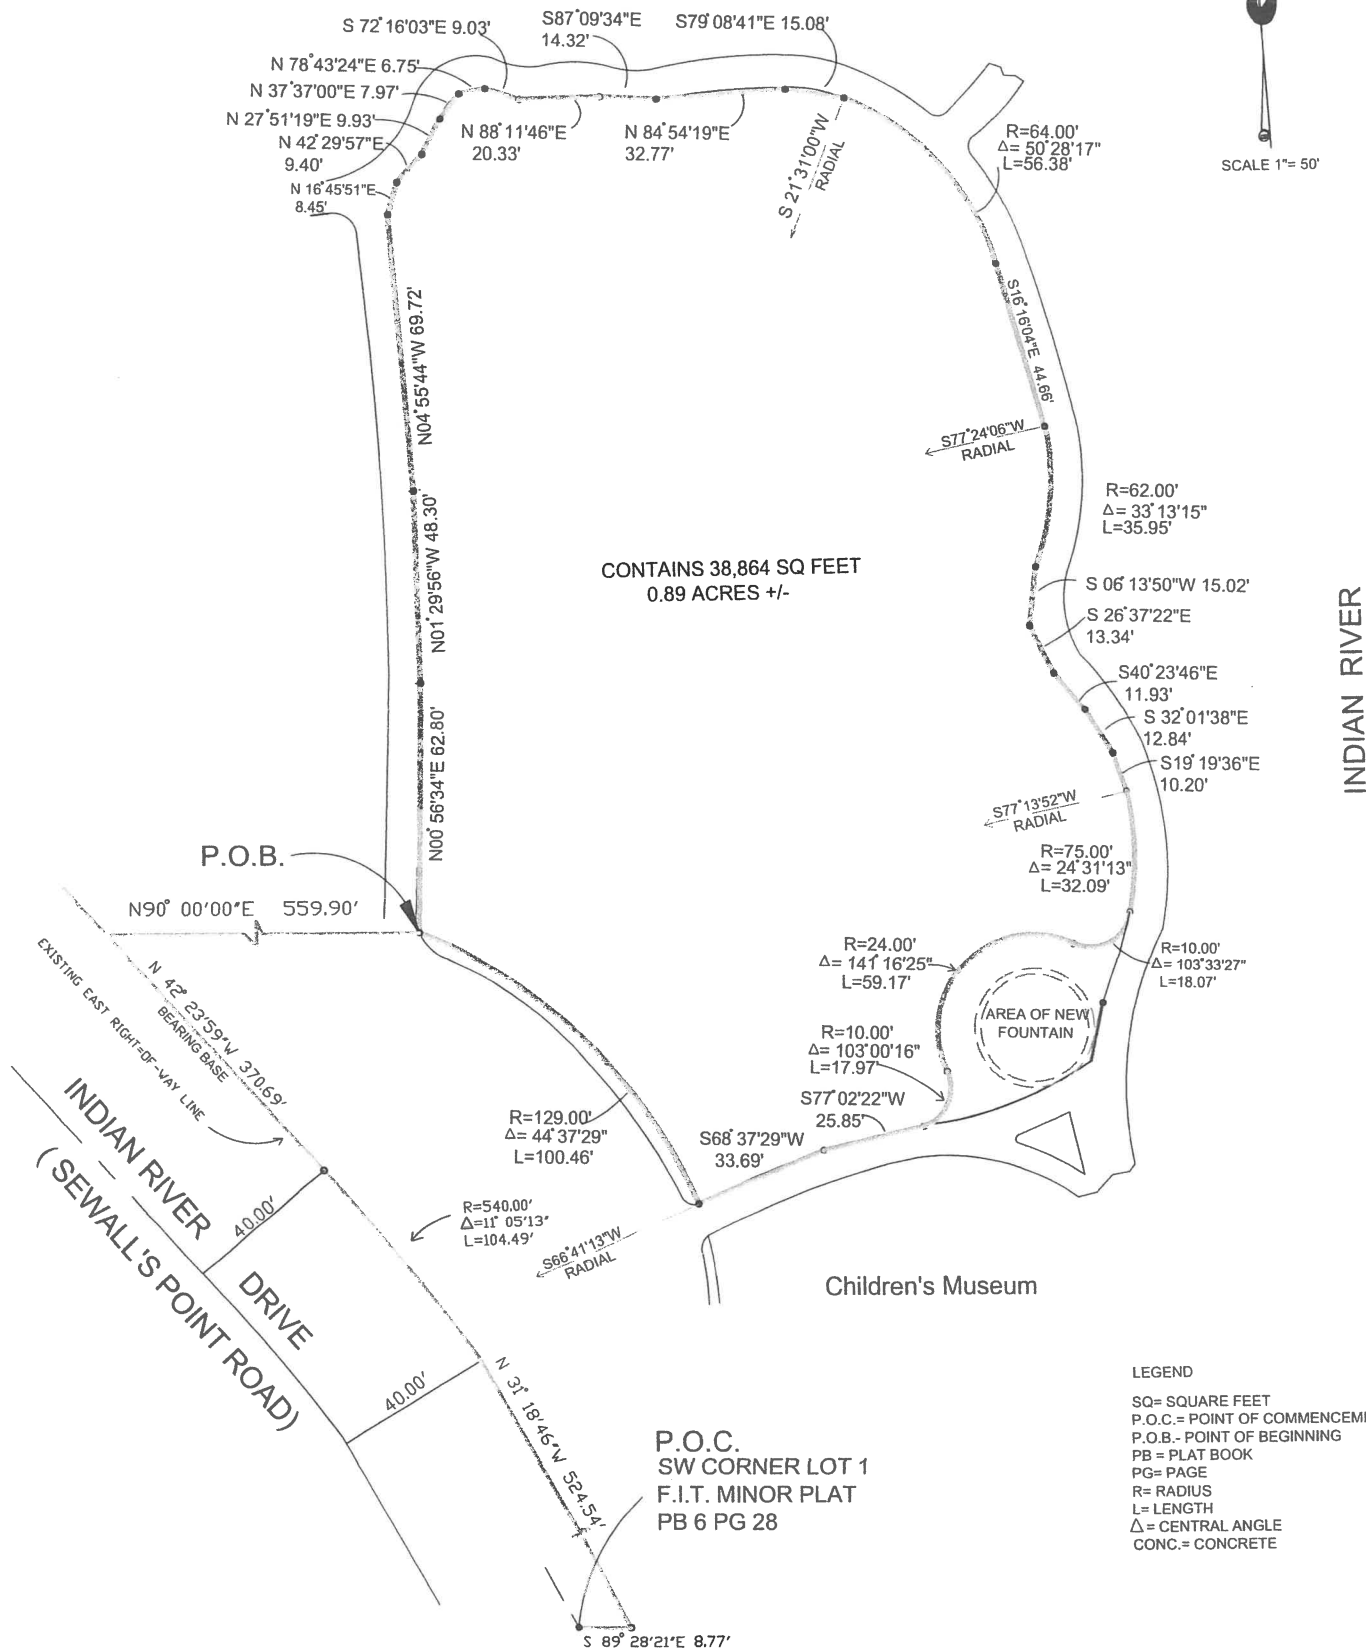 S 72°16'03"E 9.03'
S87°09'34"E
14.32'
S79°08'41"E 15.08'
N 78°43'24"E 6.75'
N 37°37'00"E 7.97'
N 27°51'19"E 9.93'
N 42°29'57"E
9.40'
N 16°45'51"E
8.45'
N 88°11'46"E
20.33'
N 84°54'19"E
32.77'
S 21°31'00"W
RADIAL
R=64.00'
Δ= 50°28'17"
L=56.38'
SCALE 1"= 50'
N04°55'44"W 69.72'
S16°16'04"E 44.66'
S77°24'06"W
RADIAL
R=62.00'
Δ= 33°13'15"
L=35.95'
N01°29'56"W 48.30'
CONTAINS 38,864 SQ FEET
0.89 ACRES +/-
S 06°13'50"W 15.02'
S 26°37'22"E
13.34'
S40°23'46"E
11.93'
S 32°01'38"E
12.84'
S19°19'36"E
10.20'
INDIAN RIVER
N00°56'34"E 62.80'
S77°13'52"W
RADIAL
R=75.00'
Δ= 24°31'13"
L=32.09'
P.O.B.
N90° 00'00"E 559.90'
R=24.00'
Δ= 141°16'25"
L=59.17'
R=10.00'
Δ= 103°33'27"
L=18.07'
AREA OF NEW
FOUNTAIN
R=10.00'
Δ= 103°00'16"
L=17.97'
S77°02'22"W
25.85'
S68°37'29"W
33.69'
N 42° 23'59"W 370.69'
BEARING BASE
EXISTING EAST RIGHT=OF-WAY LINE
R=129.00'
Δ= 44°37'29"
L=100.46'
R=540.00'
Δ=11° 05'13"
L=104.49'
S66°41'13"W
RADIAL
INDIAN RIVER DRIVE
( SEWALL'S POINT ROAD)
40.00'
40.00'
Children's Museum
N 31° 18'46"W 524.54'
P.O.C.
SW CORNER LOT 1
F.I.T. MINOR PLAT
PB 6 PG 28
S 89° 28'21"E 8.77'
LEGEND
SQ= SQUARE FEET
P.O.C.= POINT OF COMMENCEM
P.O.B.- POINT OF BEGINNING
PB = PLAT BOOK
PG= PAGE
R= RADIUS
L= LENGTH
Δ= CENTRAL ANGLE
CONC.= CONCRETE